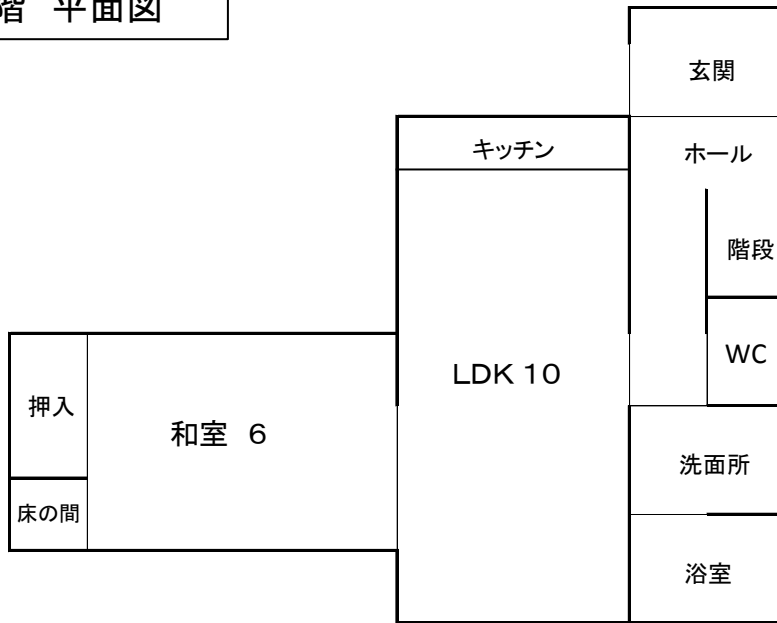 階 平面図
玄関
キッチン
ホール
階段
WC
LDK 10
押入
和室 6
洗面所
床の間
浴室